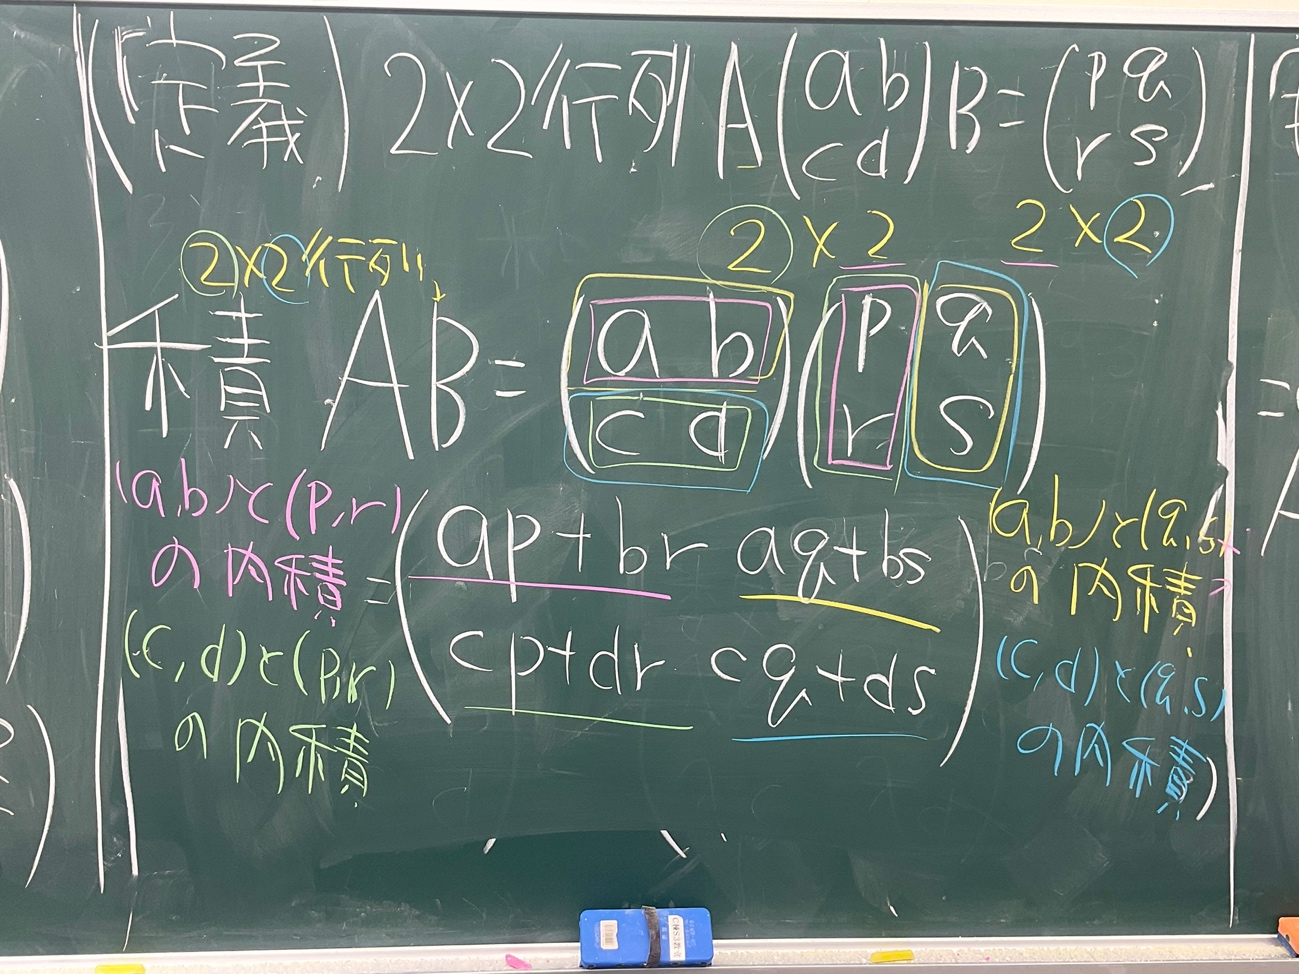 (定義) 2×2行列 A(a b) B=(p q)
(c d) (r s)
2×2行列 2×2 2×2
積 AB=(a b)(p q)
(c d)(r s)
(a,b)と(p,r) (a,b)と(q,s)
の内積 =(ap+br aq+bs) の内積
(c,d)と(p,r) (cp+dr cq+ds) (c,d)と(q,s)
の内積 の内積)